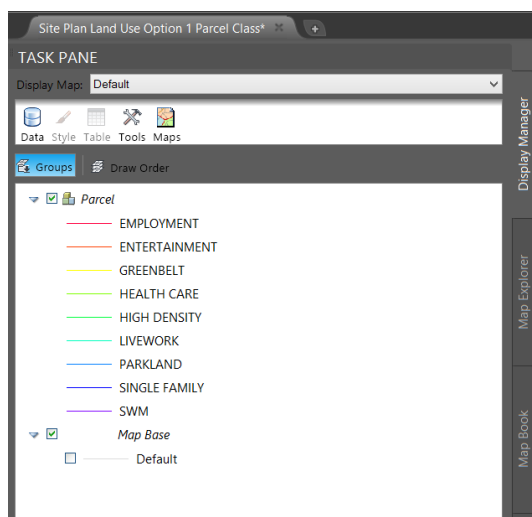 Site Plan Land Use Option 1 Parcel Class*
TASK PANE
Display Map: Default
Data Style Table Tools Maps
Groups Draw Order
Parcel
EMPLOYMENT
ENTERTAINMENT
GREENBELT
HEALTH CARE
HIGH DENSITY
LIVEWORK
PARKLAND
SINGLE FAMILY
SWM
Map Base
Default
Display Manager
Map Explorer
Map Book